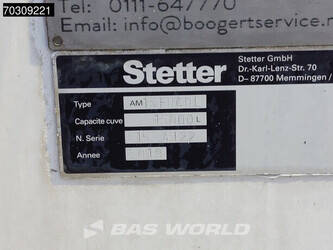 70309221
Tel: 0111-647770
Email: info@boogertservice.n
Stetter
Stetter GmbH
Dr.-Karl-Lenz-Str. 70
D- 87700 Memmingen /
Type AM
Capacite cuve L
N. Serie
Annee
BAS WORLD